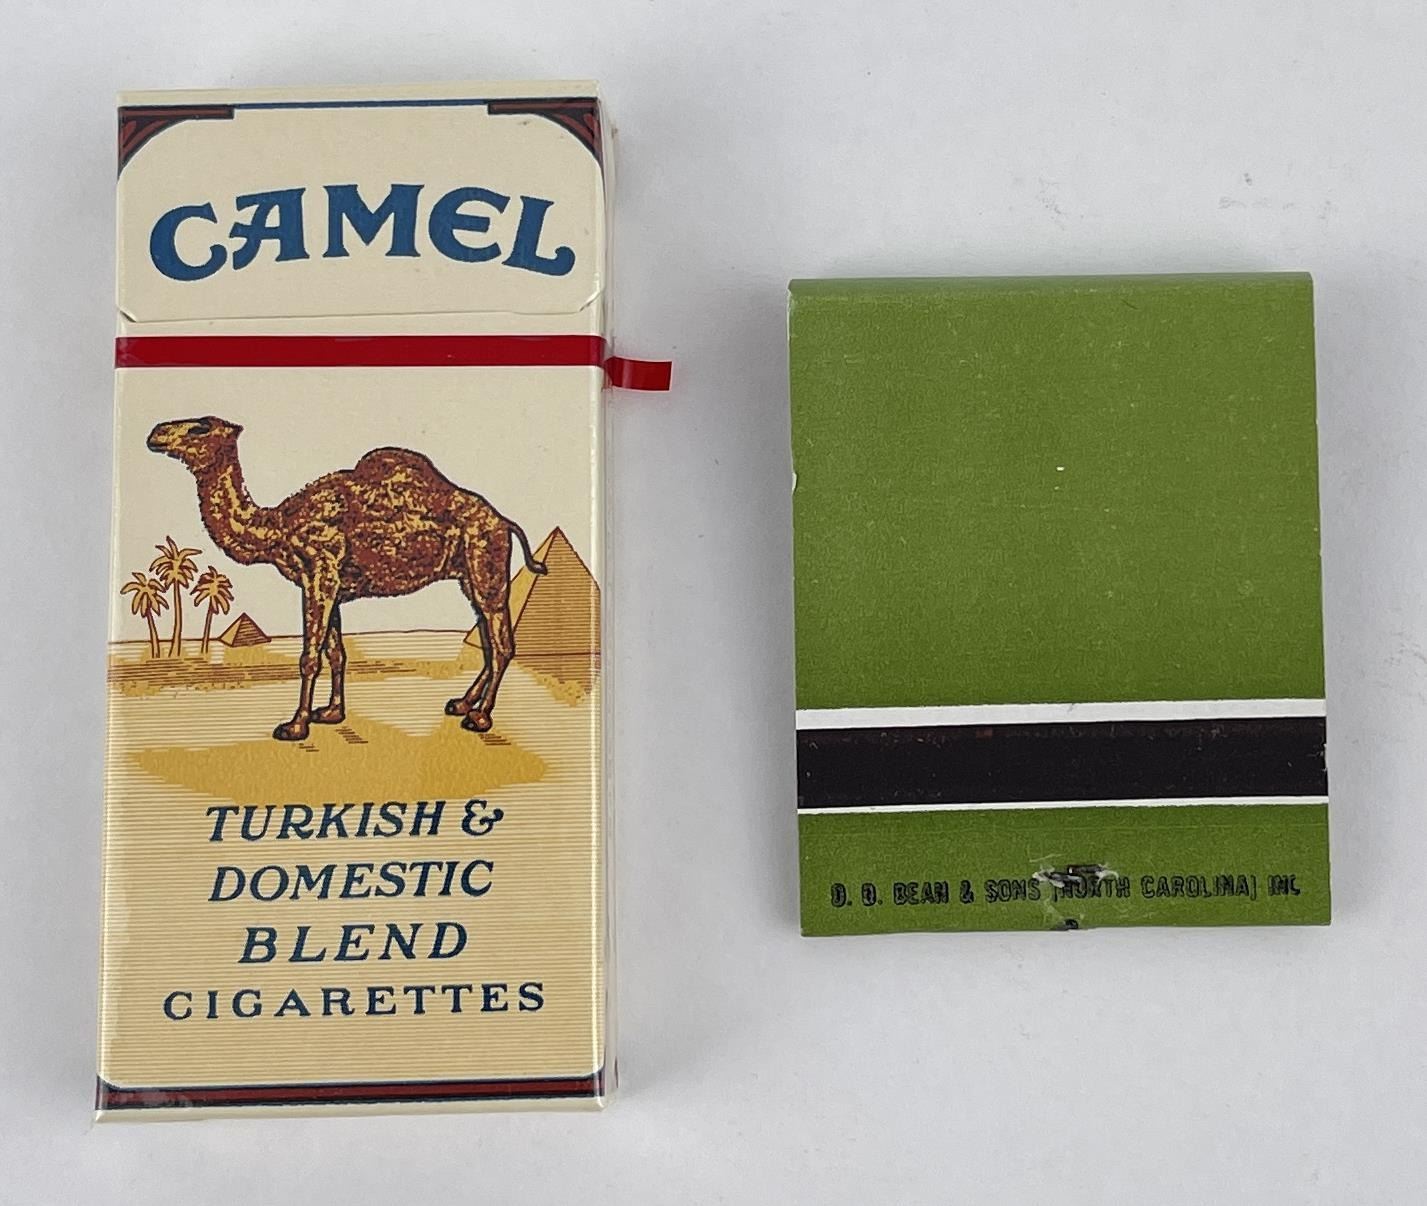 CAMEL
TURKISH &
DOMESTIC
BLEND
CIGARETTES
D. D. BEAN & SONS (NORTH CAROLINA) INC